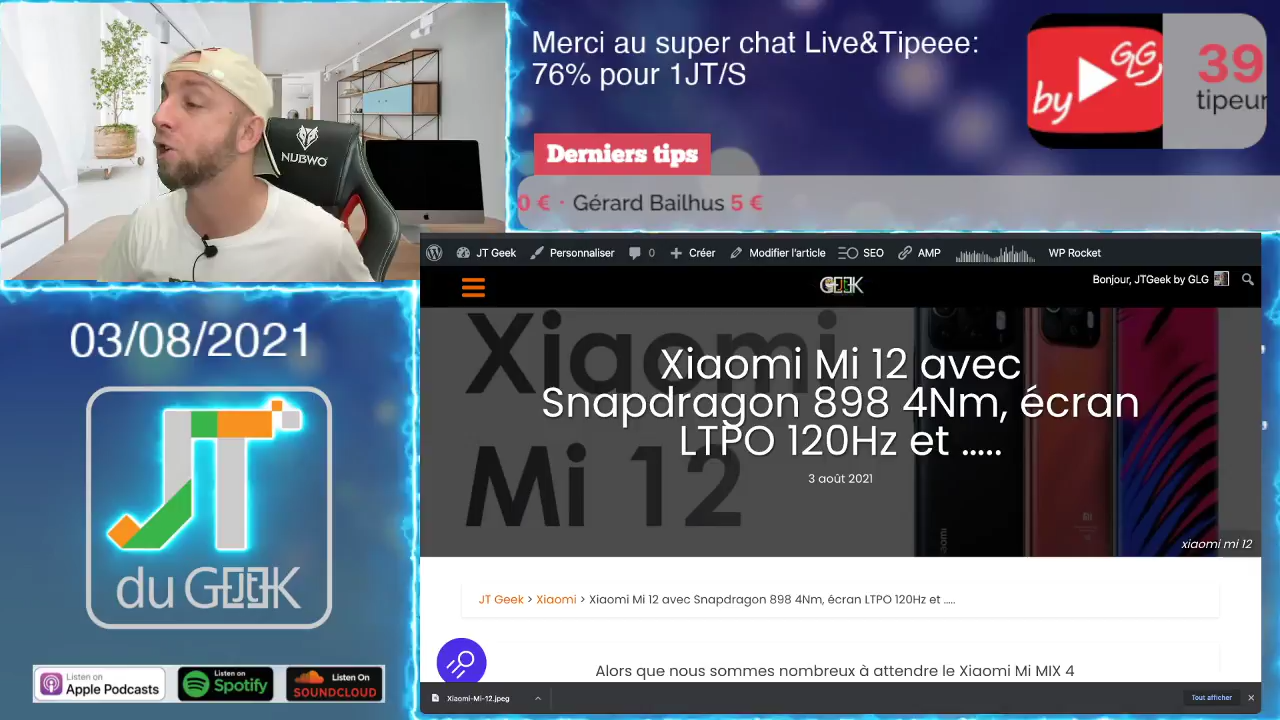 Merci au super chat Live&Tipeee:
76% pour 1JT/S
by GLG
39
tipeur
Derniers tips
0 € · Gérard Bailhus 5 €
NUBWO
JT Geek Personnaliser 0 Créer Modifier l'article SEO AMP WP Rocket
GEEK
Bonjour, JTGeek by GLG
03/08/2021
Xiaomi
Mi 12
Xiaomi Mi 12 avec
Snapdragon 898 4Nm, écran
LTPO 120Hz et .....
3 août 2021
xiaomi mI 12
JT
du GEEK
JT Geek > Xiaomi > Xiaomi Mi 12 avec Snapdragon 898 4Nm, écran LTPO 120Hz et .....
Alors que nous sommes nombreux à attendre le Xiaomi Mi MIX 4
Listen on
Apple Podcasts
Listen on
Spotify
Listen On
SOUNDCLOUD
Xiaomi-Mi-12.jpeg
Tout afficher